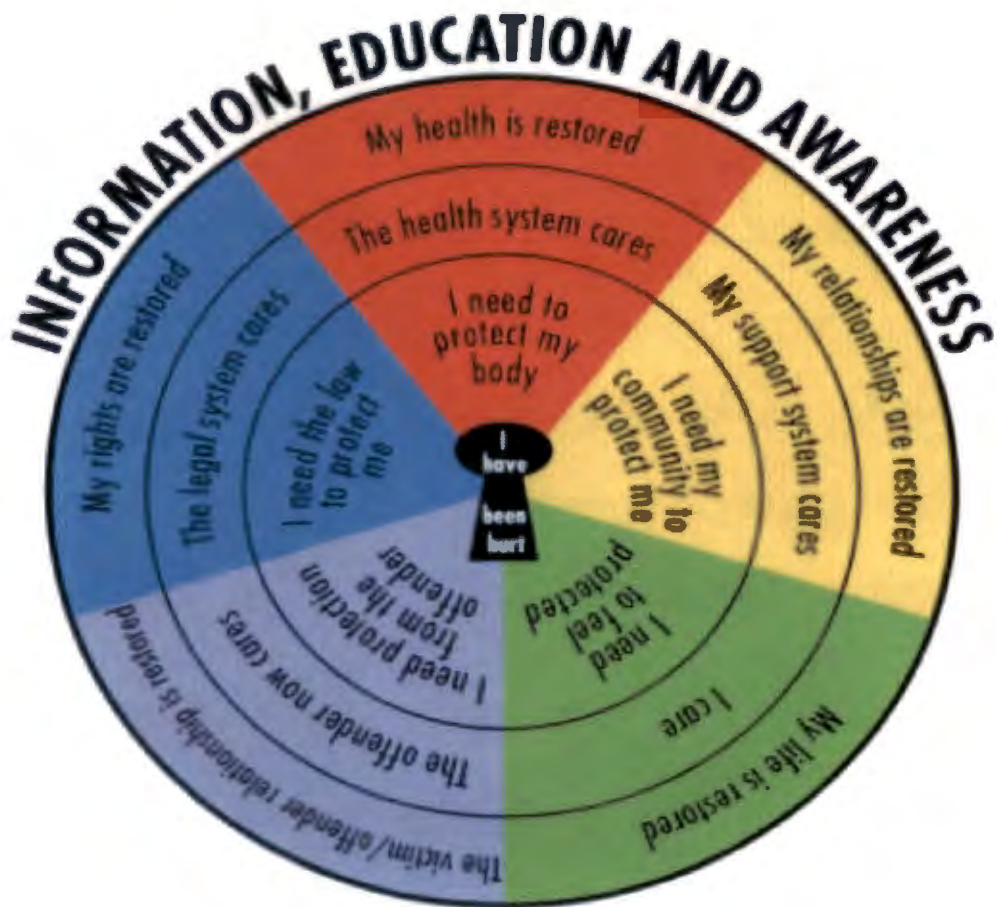 INFORMATION, EDUCATION AND AWARENESS
My health is restored
The health system cares
I need to
protect my
body
My relationships are restored
My support system cares
I need my
community to
protect me
My life is restored
I care
I need
to feel
protected
The victim/offender relationship is restored
The offender now cares
I need protection
from the
offender
My rights are restored
The legal system cares
I need the law
to protect
me
I
have
been
hurt